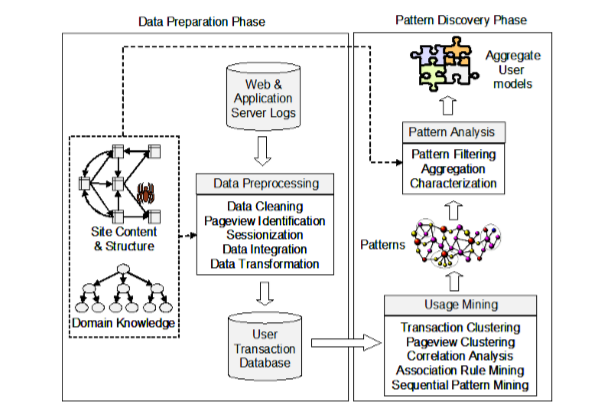 Data Preparation Phase
Pattern Discovery Phase
Web &
Application
Server Logs
Aggregate
User
models
Pattern Analysis
Pattern Filtering
Aggregation
Characterization
Site Content
& Structure
Domain Knowledge
Data Preprocessing
Data Cleaning
Pageview Identification
Sessionization
Data Integration
Data Transformation
Patterns
User
Transaction
Database
Usage Mining
Transaction Clustering
Pageview Clustering
Correlation Analysis
Association Rule Mining
Sequential Pattern Mining